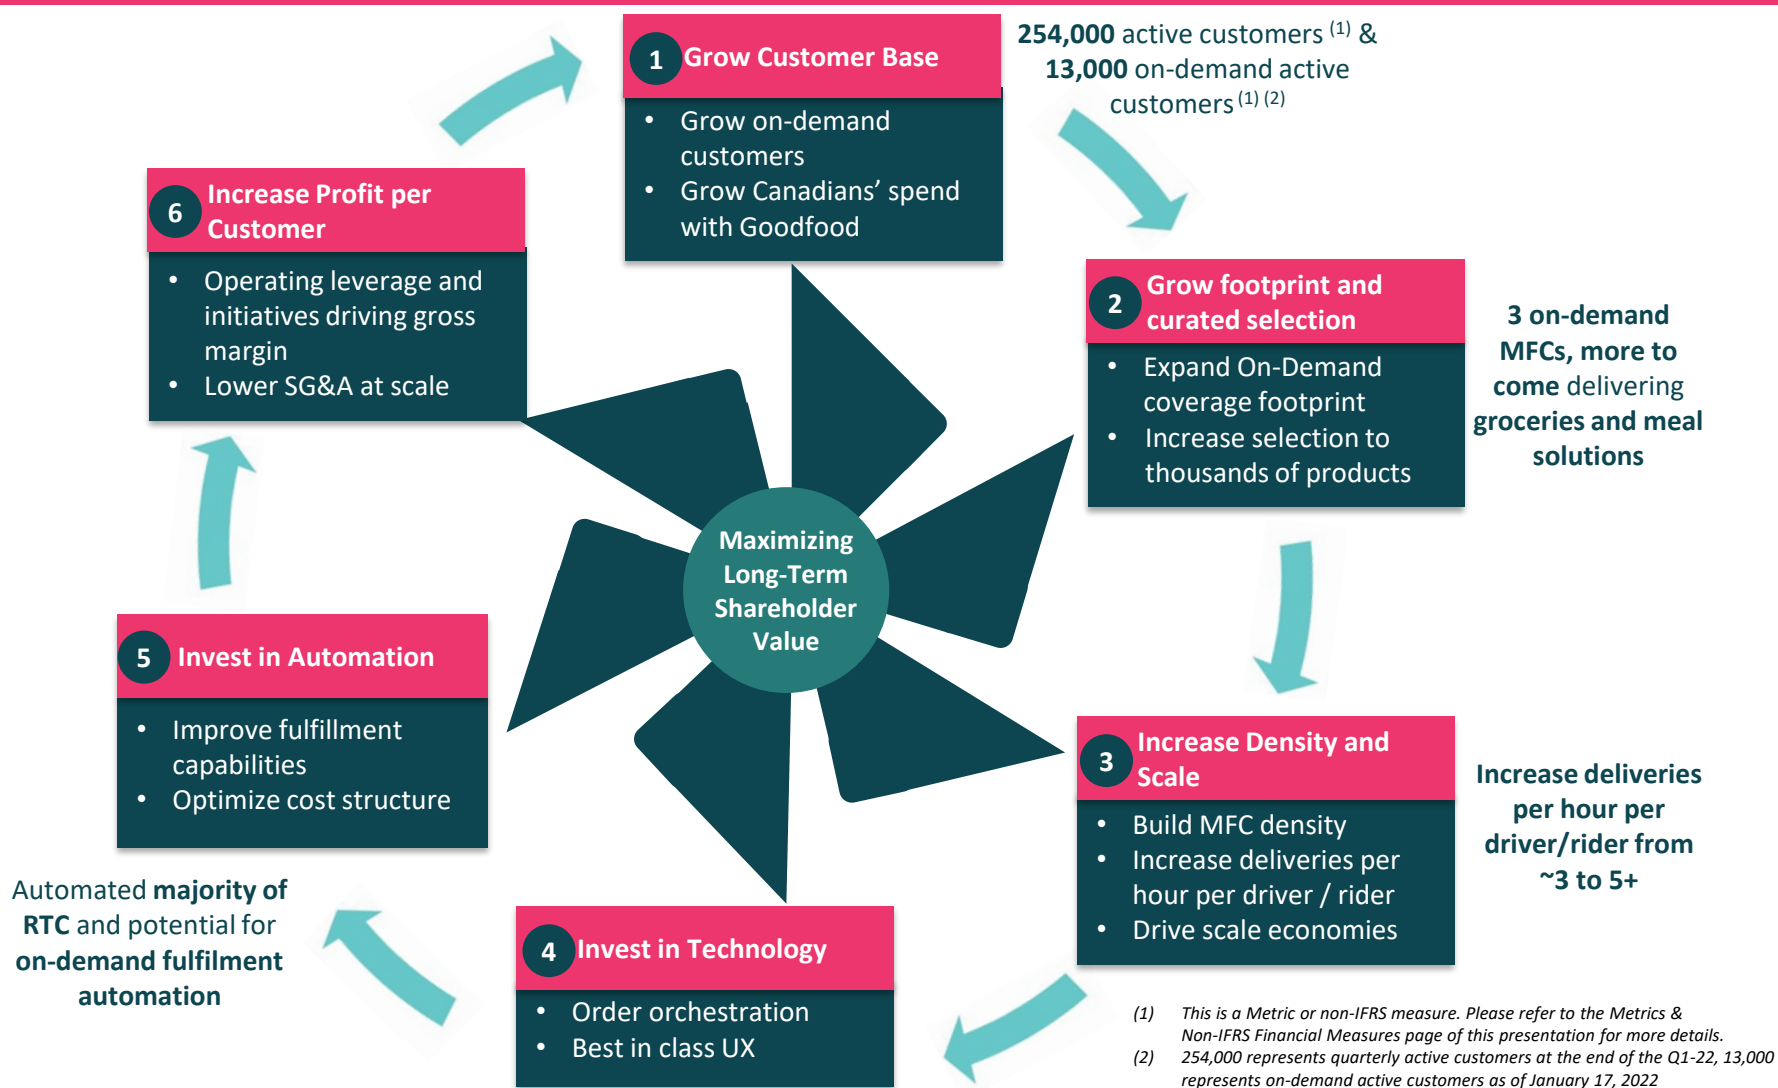 1 Grow Customer Base
• Grow on-demand
customers
• Grow Canadians’ spend
with Goodfood
254,000 active customers (1) &
13,000 on-demand active
customers (1) (2)
2 Grow footprint and
curated selection
• Expand On-Demand
coverage footprint
• Increase selection to
thousands of products
3 on-demand
MFCs, more to
come delivering
groceries and meal
solutions
3 Increase Density and
Scale
• Build MFC density
• Increase deliveries per
hour per driver / rider
• Drive scale economies
Increase deliveries
per hour per
driver/rider from
~3 to 5+
4 Invest in Technology
• Order orchestration
• Best in class UX
5 Invest in Automation
• Improve fulfillment
capabilities
• Optimize cost structure
Automated majority of
RTC and potential for
on-demand fulfilment
automation
6 Increase Profit per
Customer
• Operating leverage and
initiatives driving gross
margin
• Lower SG&A at scale
Maximizing
Long-Term
Shareholder
Value
(1) This is a Metric or non-IFRS measure. Please refer to the Metrics &
Non-IFRS Financial Measures page of this presentation for more details.
(2) 254,000 represents quarterly active customers at the end of the Q1-22, 13,000
represents on-demand active customers as of January 17, 2022